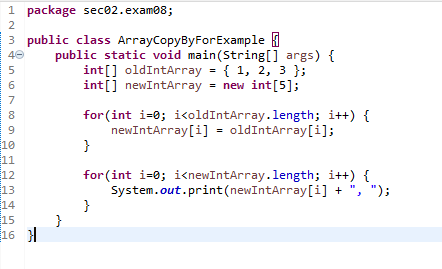 1 package sec02.exam08;
2
3 public class ArrayCopyByForExample {
4 public static void main(String[] args) {
5 int[] oldIntArray = { 1, 2, 3 };
6 int[] newIntArray = new int[5];
7
8 for(int i=0; i<oldIntArray.length; i++) {
9 newIntArray[i] = oldIntArray[i];
10 }
11
12 for(int i=0; i<newIntArray.length; i++) {
13 System.out.print(newIntArray[i] + ", ");
14 }
15 }
16 }